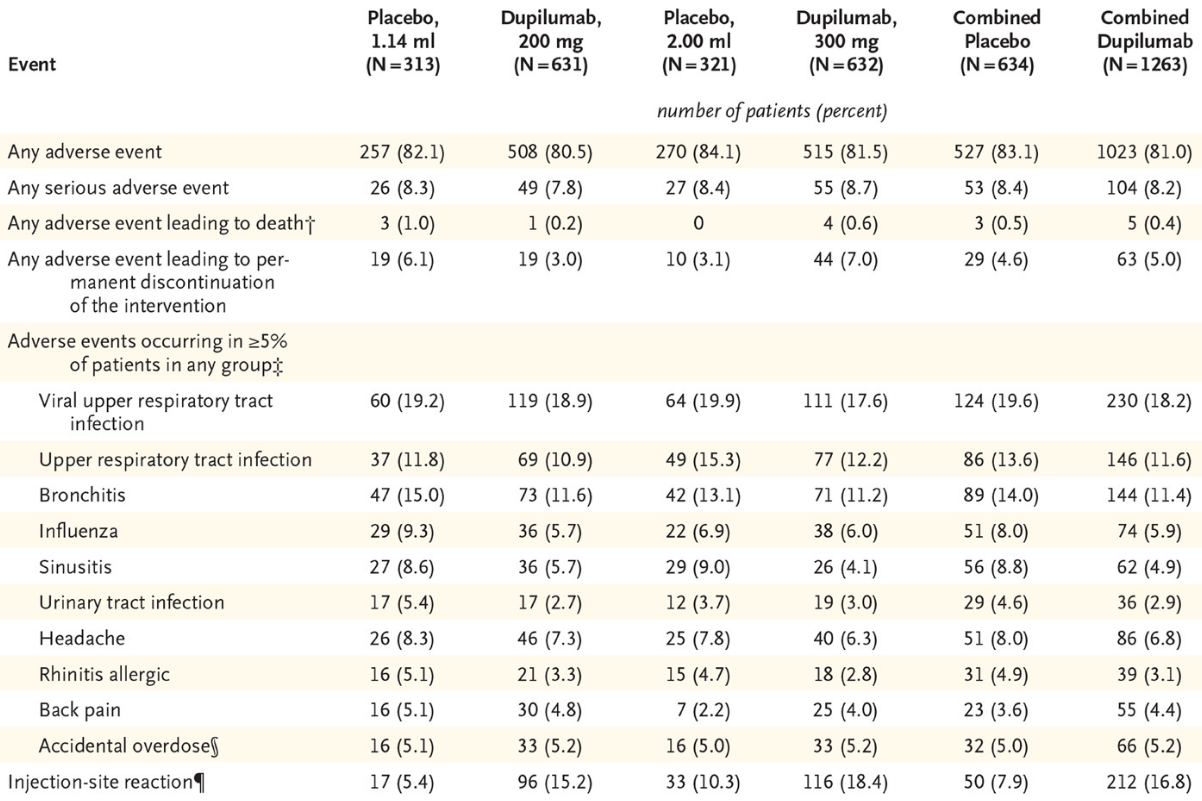 Event Placebo, 1.14 ml (N=313) Dupilumab, 200 mg (N=631) Placebo, 2.00 ml (N=321) Dupilumab, 300 mg (N=632) Combined Placebo (N=634) Combined Dupilumab (N=1263)
number of patients (percent)
Any adverse event 257 (82.1) 508 (80.5) 270 (84.1) 515 (81.5) 527 (83.1) 1023 (81.0)
Any serious adverse event 26 (8.3) 49 (7.8) 27 (8.4) 55 (8.7) 53 (8.4) 104 (8.2)
Any adverse event leading to death† 3 (1.0) 1 (0.2) 0 4 (0.6) 3 (0.5) 5 (0.4)
Any adverse event leading to per- 19 (6.1) 19 (3.0) 10 (3.1) 44 (7.0) 29 (4.6) 63 (5.0)
manent discontinuation
of the intervention
Adverse events occurring in ≥5%
of patients in any group‡
Viral upper respiratory tract 60 (19.2) 119 (18.9) 64 (19.9) 111 (17.6) 124 (19.6) 230 (18.2)
infection
Upper respiratory tract infection 37 (11.8) 69 (10.9) 49 (15.3) 77 (12.2) 86 (13.6) 146 (11.6)
Bronchitis 47 (15.0) 73 (11.6) 42 (13.1) 71 (11.2) 89 (14.0) 144 (11.4)
Influenza 29 (9.3) 36 (5.7) 22 (6.9) 38 (6.0) 51 (8.0) 74 (5.9)
Sinusitis 27 (8.6) 36 (5.7) 29 (9.0) 26 (4.1) 56 (8.8) 62 (4.9)
Urinary tract infection 17 (5.4) 17 (2.7) 12 (3.7) 19 (3.0) 29 (4.6) 36 (2.9)
Headache 26 (8.3) 46 (7.3) 25 (7.8) 40 (6.3) 51 (8.0) 86 (6.8)
Rhinitis allergic 16 (5.1) 21 (3.3) 15 (4.7) 18 (2.8) 31 (4.9) 39 (3.1)
Back pain 16 (5.1) 30 (4.8) 7 (2.2) 25 (4.0) 23 (3.6) 55 (4.4)
Accidental overdose§ 16 (5.1) 33 (5.2) 16 (5.0) 33 (5.2) 32 (5.0) 66 (5.2)
Injection-site reaction¶ 17 (5.4) 96 (15.2) 33 (10.3) 116 (18.4) 50 (7.9) 212 (16.8)